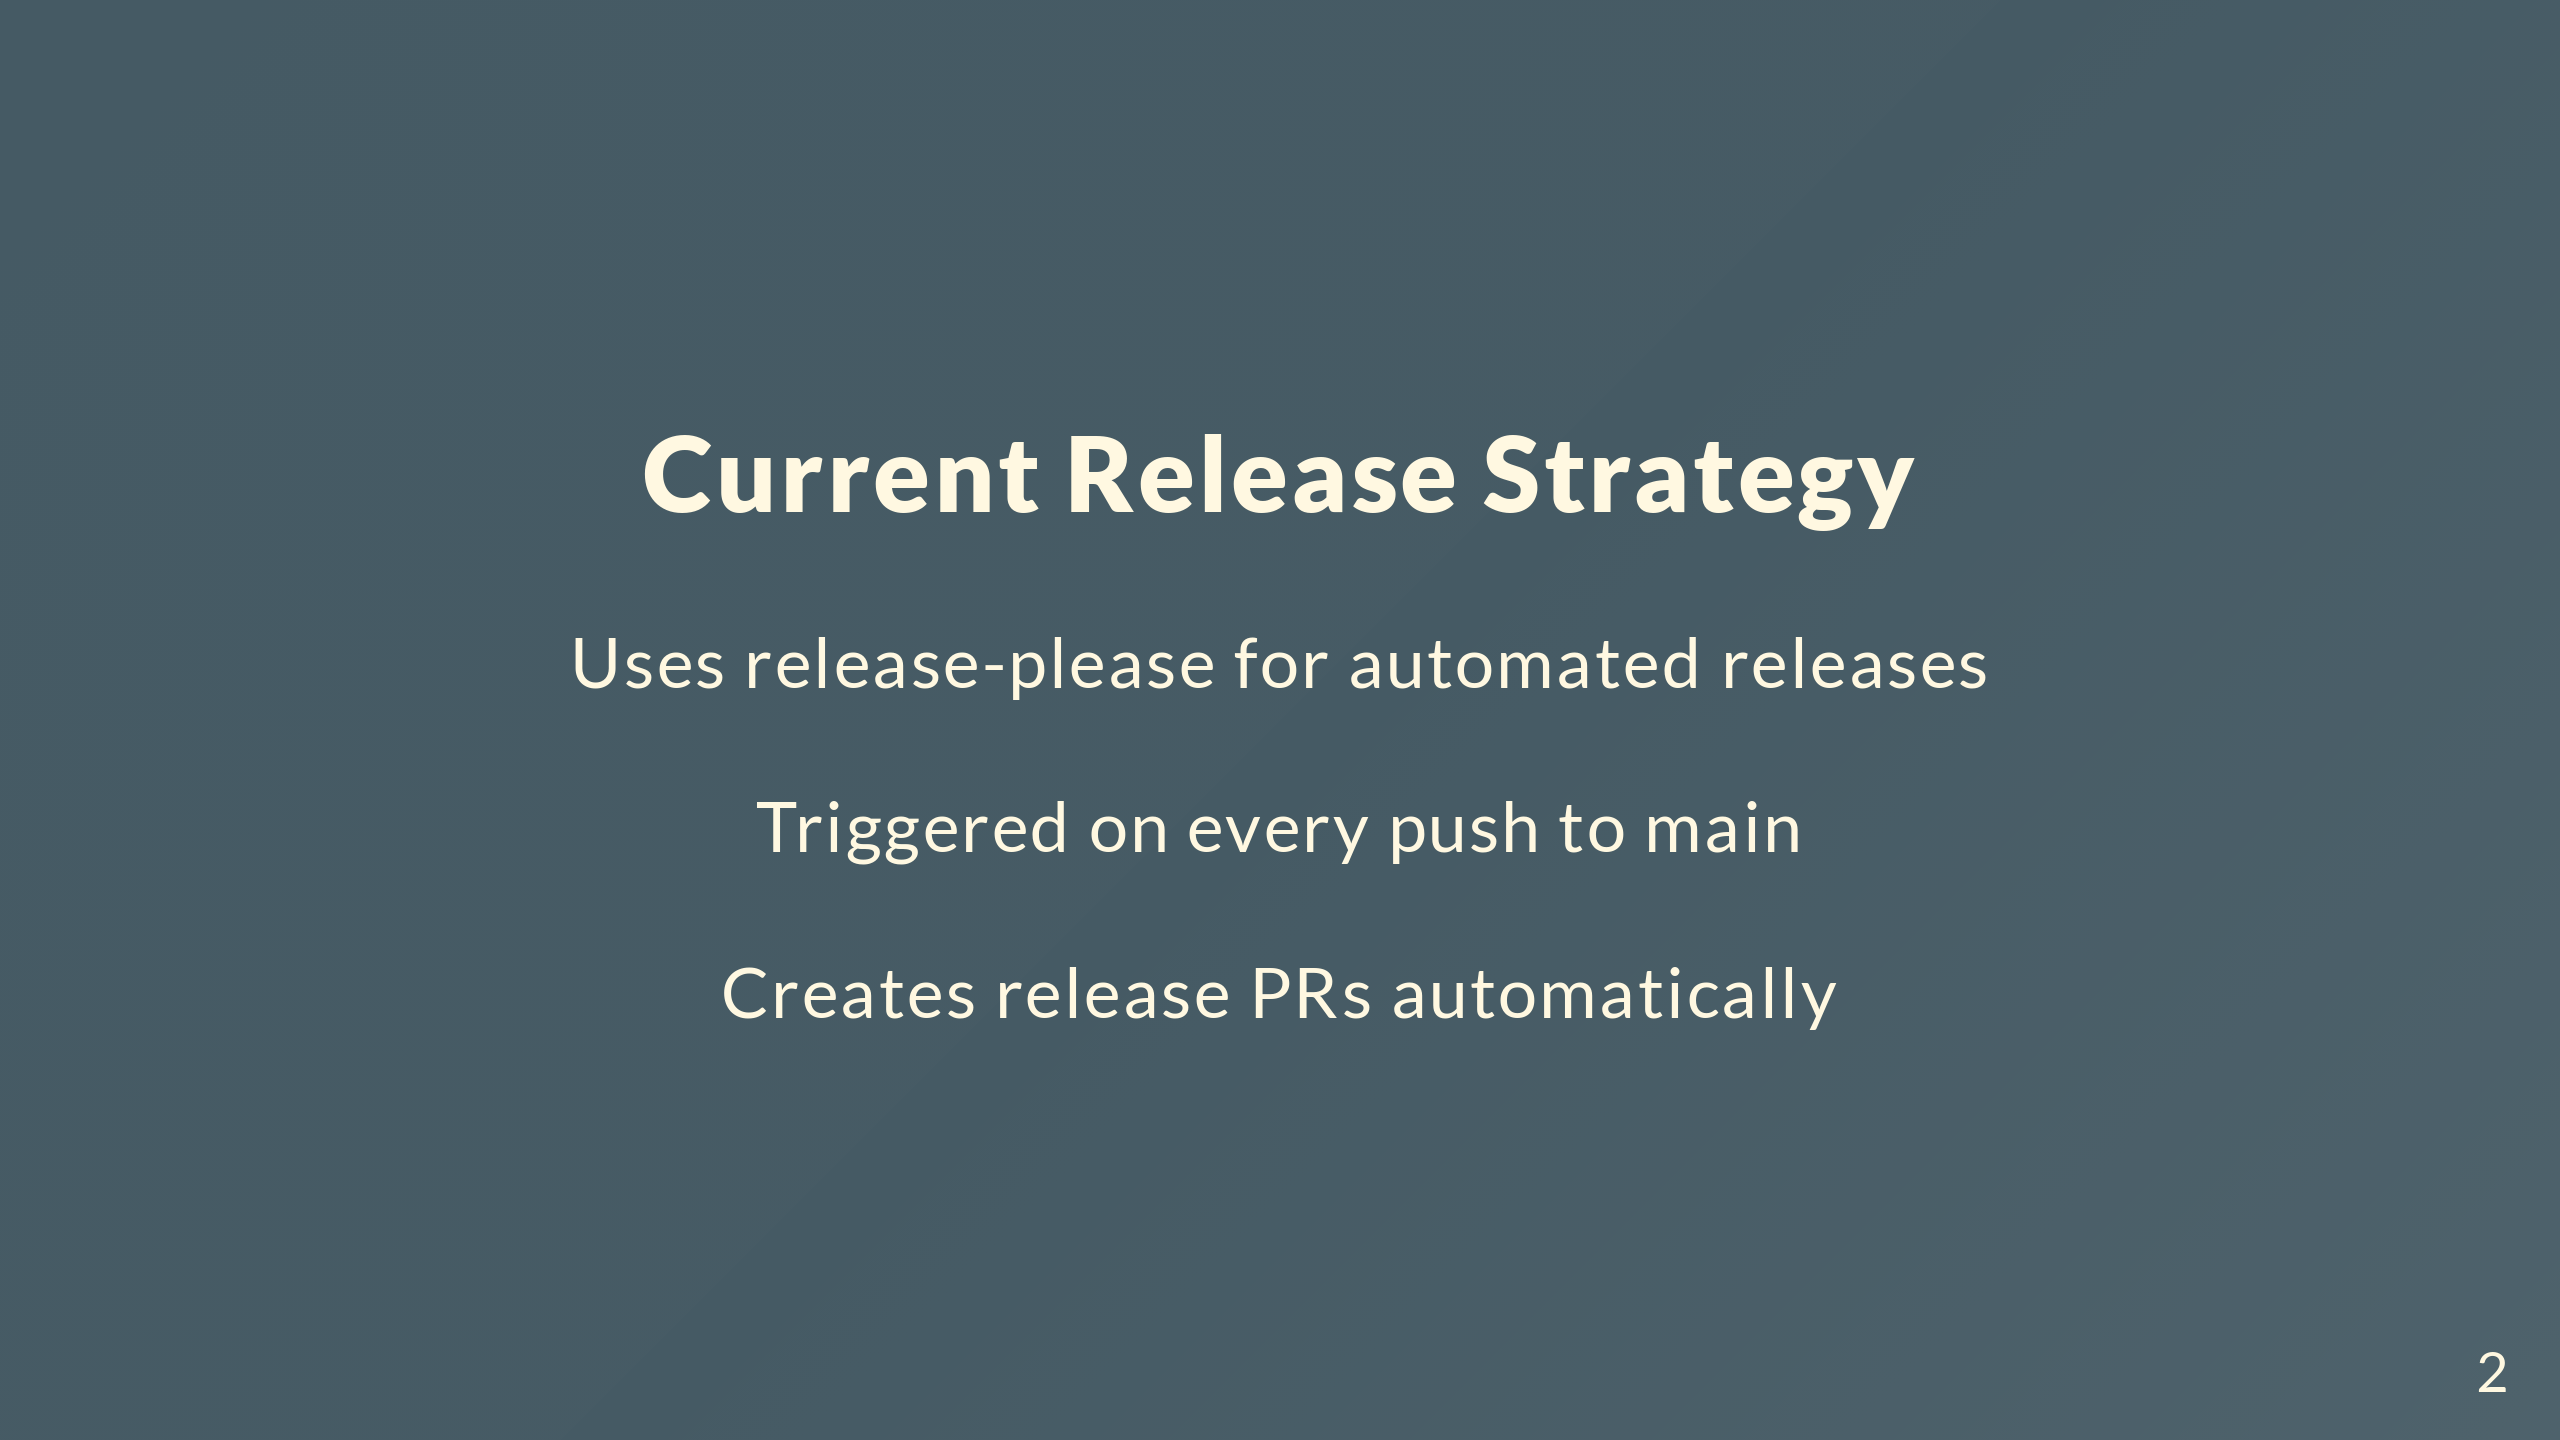 Current Release Strategy
Uses release-please for automated releases
Triggered on every push to main
Creates release PRs automatically
2